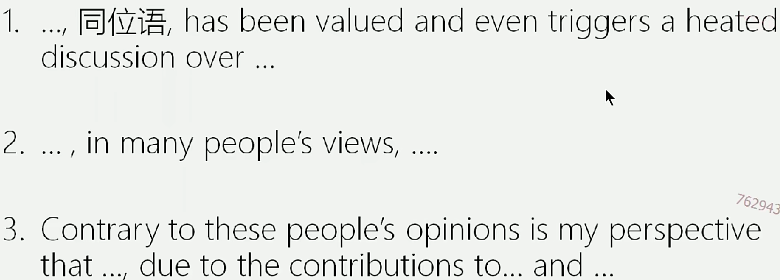 1. ..., 同位语, has been valued and even triggers a heated
discussion over ...
2. ... , in many people's views, ....
762943
3. Contrary to these people's opinions is my perspective
that ..., due to the contributions to... and ...